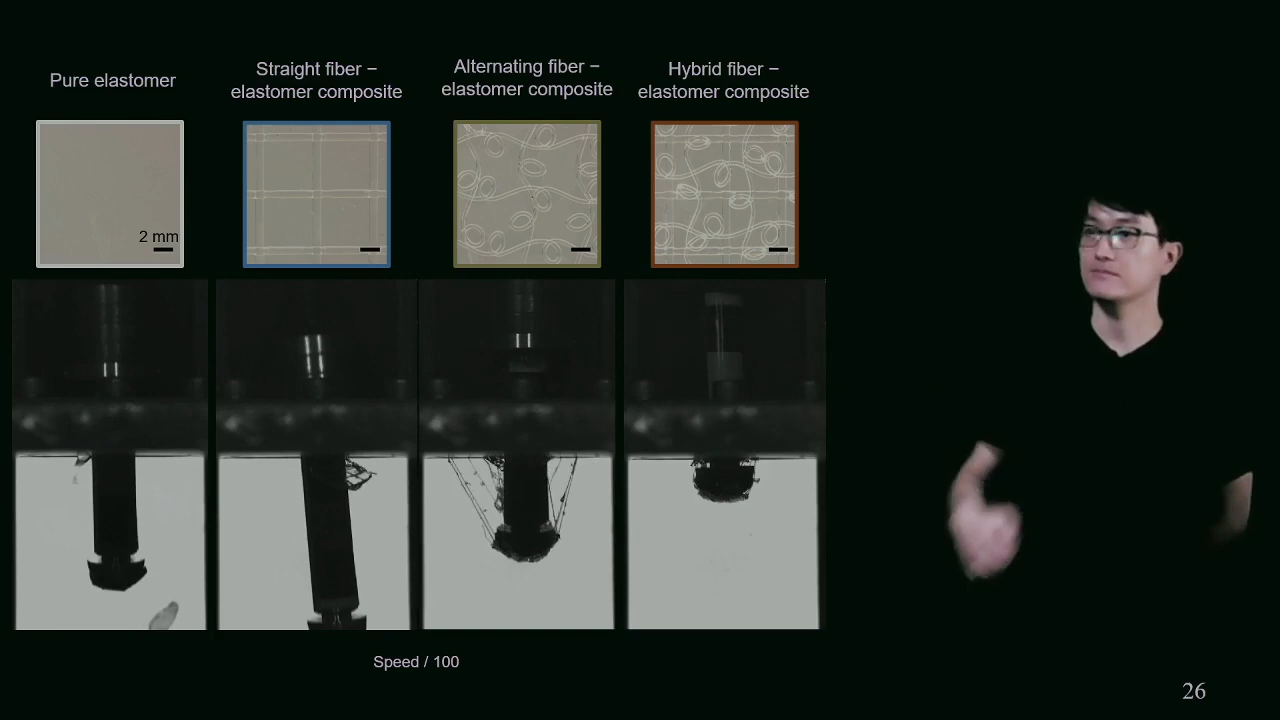 Pure elastomer
Straight fiber –
elastomer composite
Alternating fiber –
elastomer composite
Hybrid fiber –
elastomer composite
2 mm
Speed / 100
26